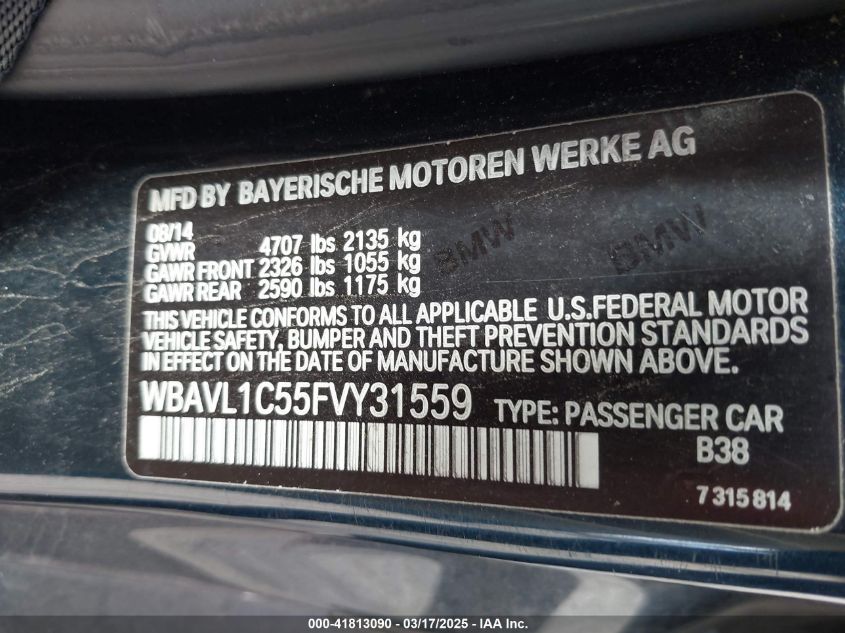 MFD BY BAYERISCHE MOTOREN WERKE AG
08/14
GVWR 4707 lbs 2135 kg
GAWR FRONT 2326 lbs 1055 kg
GAWR REAR 2590 lbs 1175 kg
BMW BMW
THIS VEHICLE CONFORMS TO ALL APPLICABLE U.S.FEDERAL MOTOR
VEHICLE SAFETY, BUMPER AND THEFT PREVENTION STANDARDS
IN EFFECT ON THE DATE OF MANUFACTURE SHOWN ABOVE.
WBAVL1C55FVY31559 TYPE: PASSENGER CAR
B38
7315814
000-41813090 - 03/17/2025 - IAA Inc.